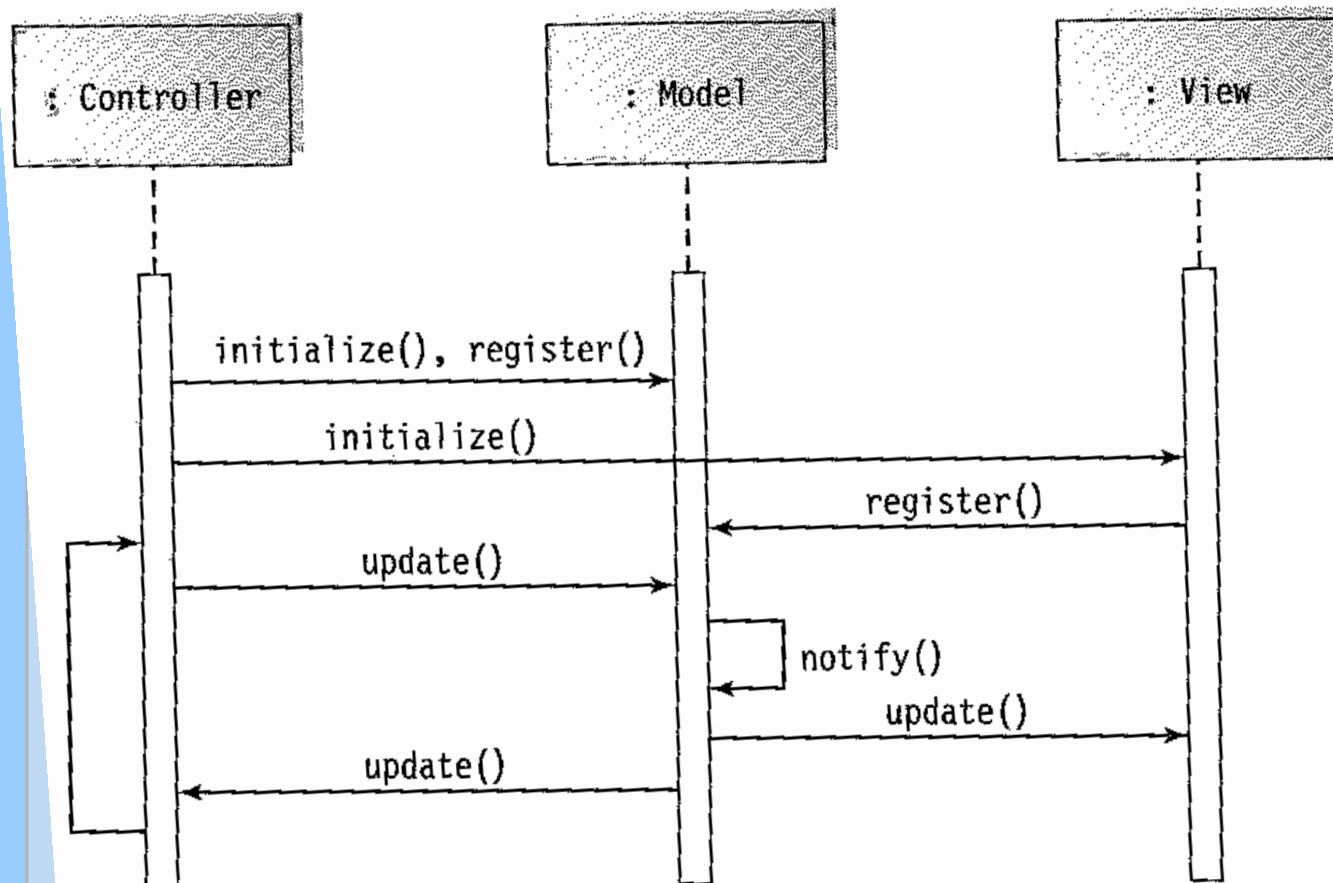 : Controller
: Model
: View
initialize(), register()
initialize()
register()
update()
notify()
update()
update()